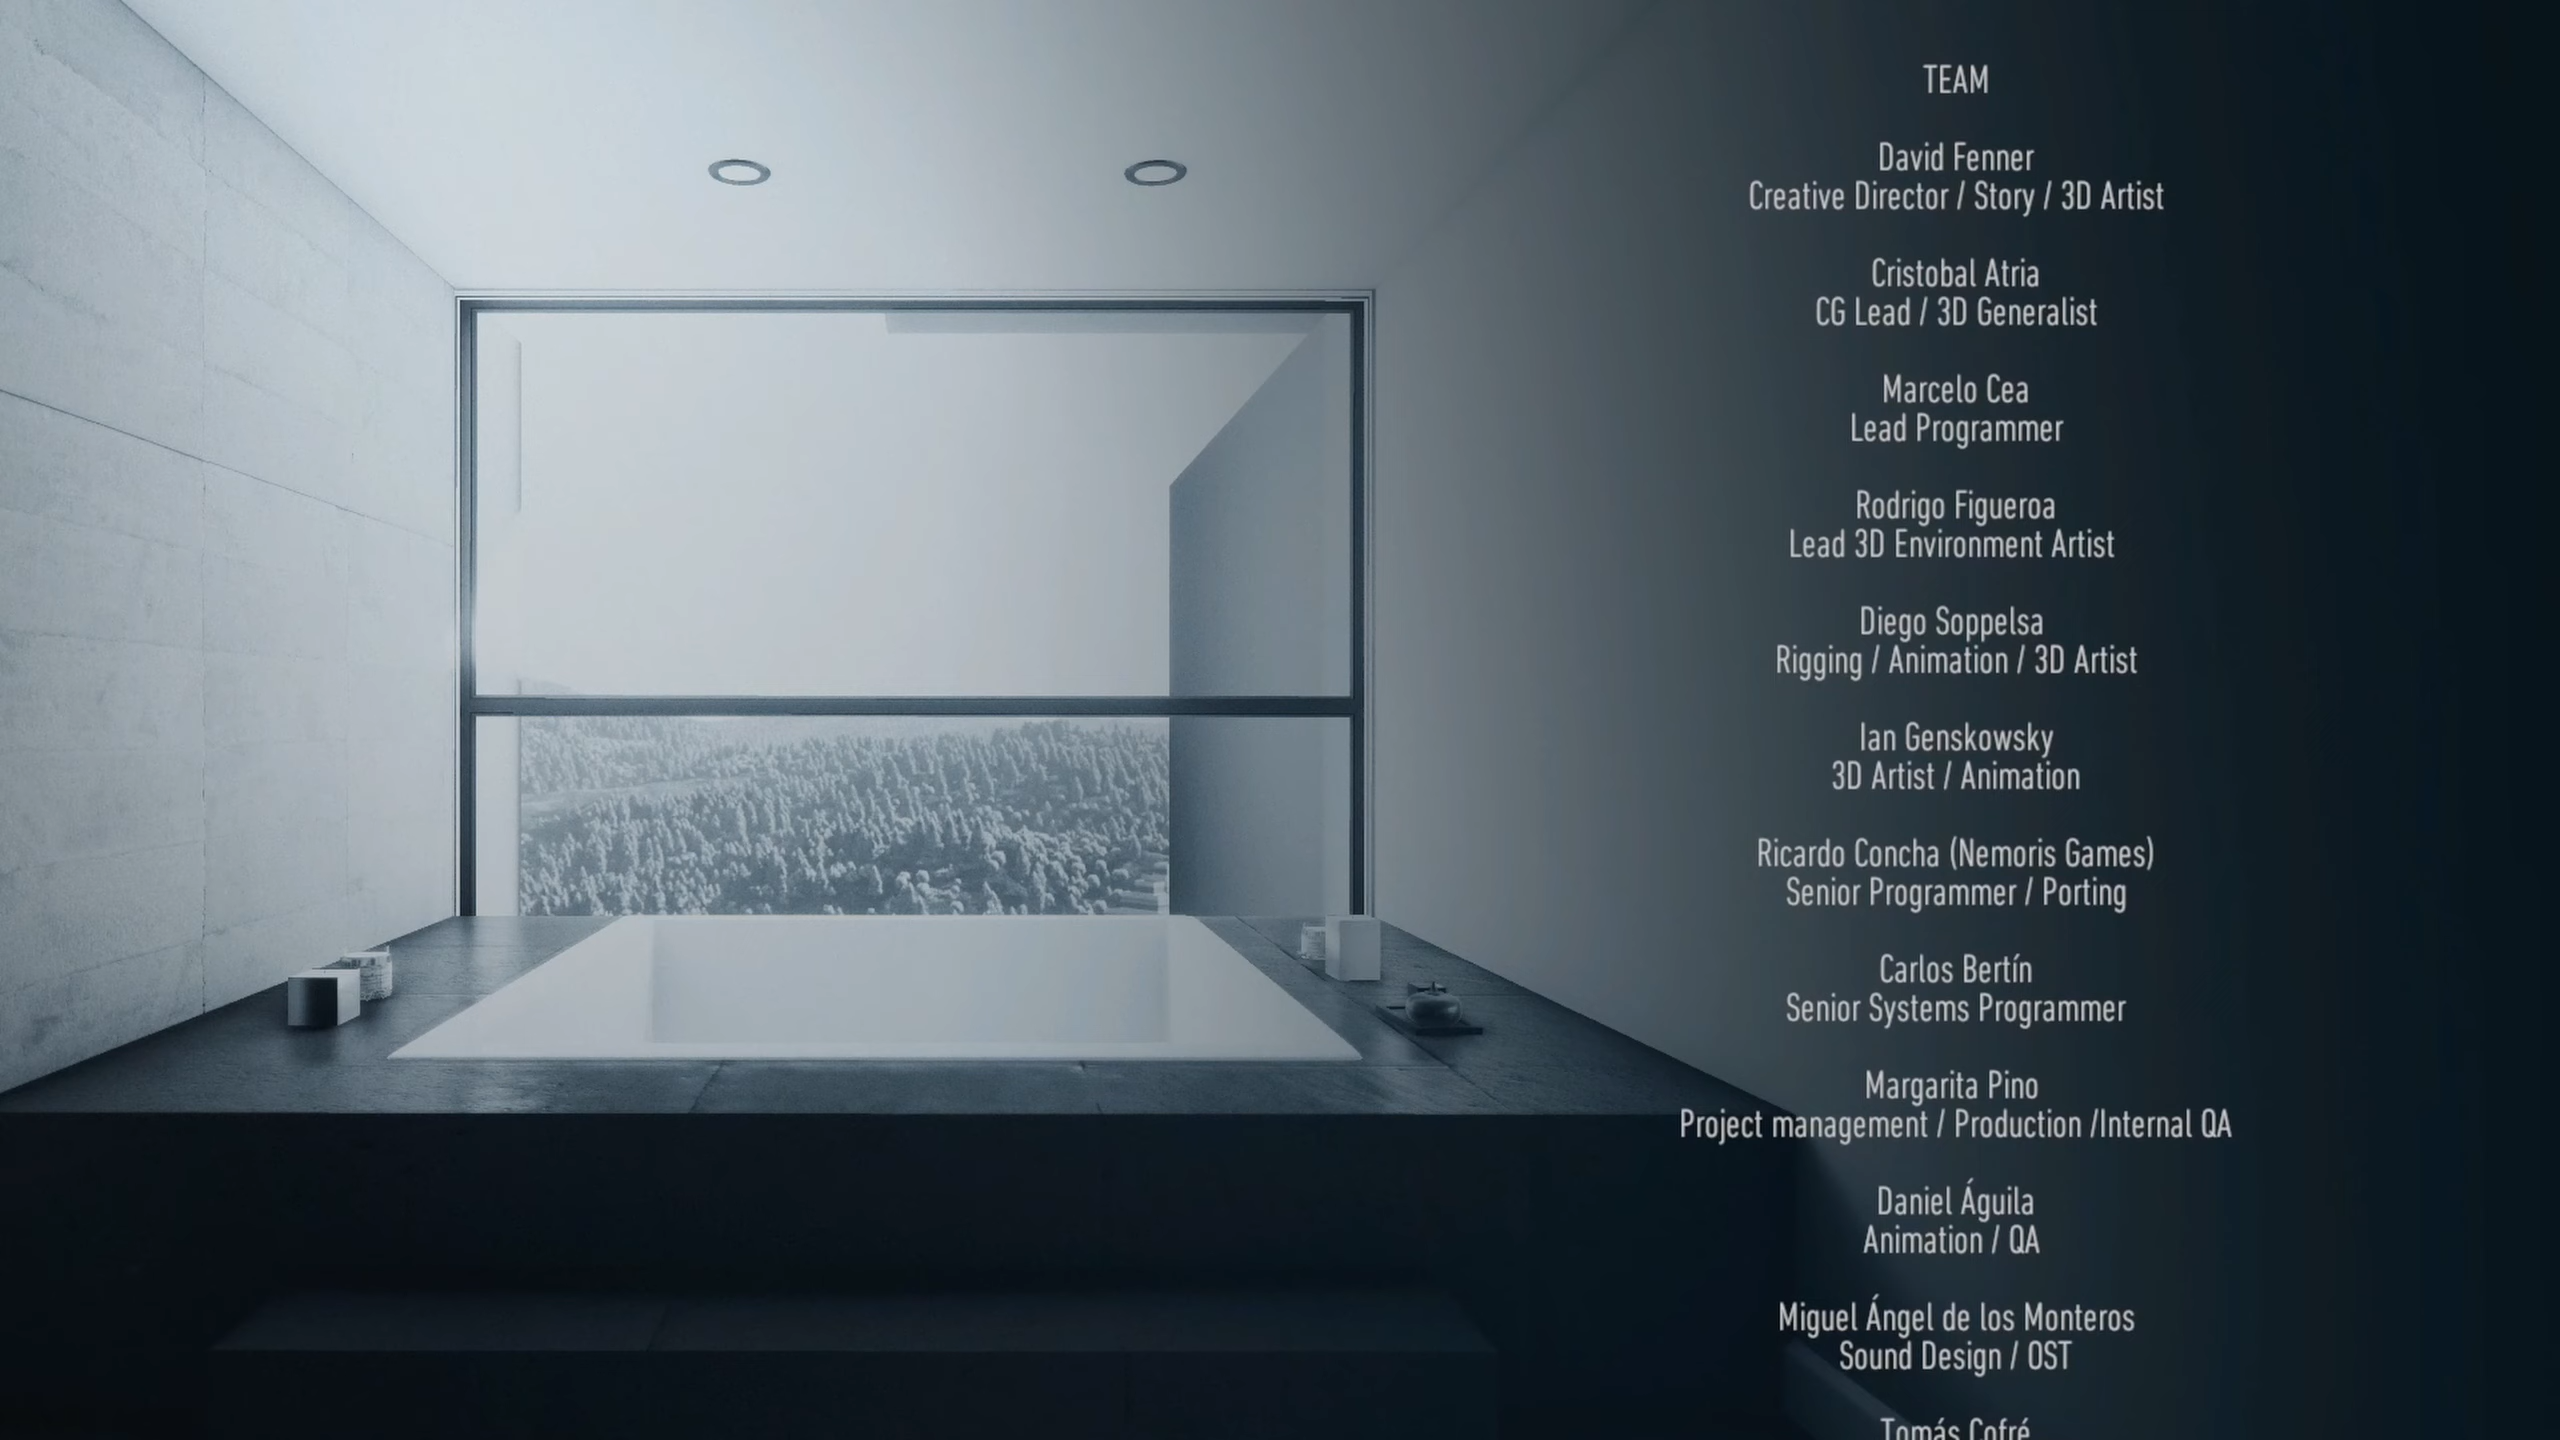 TEAM
David Fenner
Creative Director / Story / 3D Artist
Cristobal Atria
CG Lead / 3D Generalist
Marcelo Cea
Lead Programmer
Rodrigo Figueroa
Lead 3D Environment Artist
Diego Soppelsa
Rigging / Animation / 3D Artist
Ian Genskowsky
3D Artist / Animation
Ricardo Concha (Nemoris Games)
Senior Programmer / Porting
Carlos Bertín
Senior Systems Programmer
Margarita Pino
Project management / Production /Internal QA
Daniel Águila
Animation / QA
Miguel Ángel de los Monteros
Sound Design / OST
Tomás Cofré